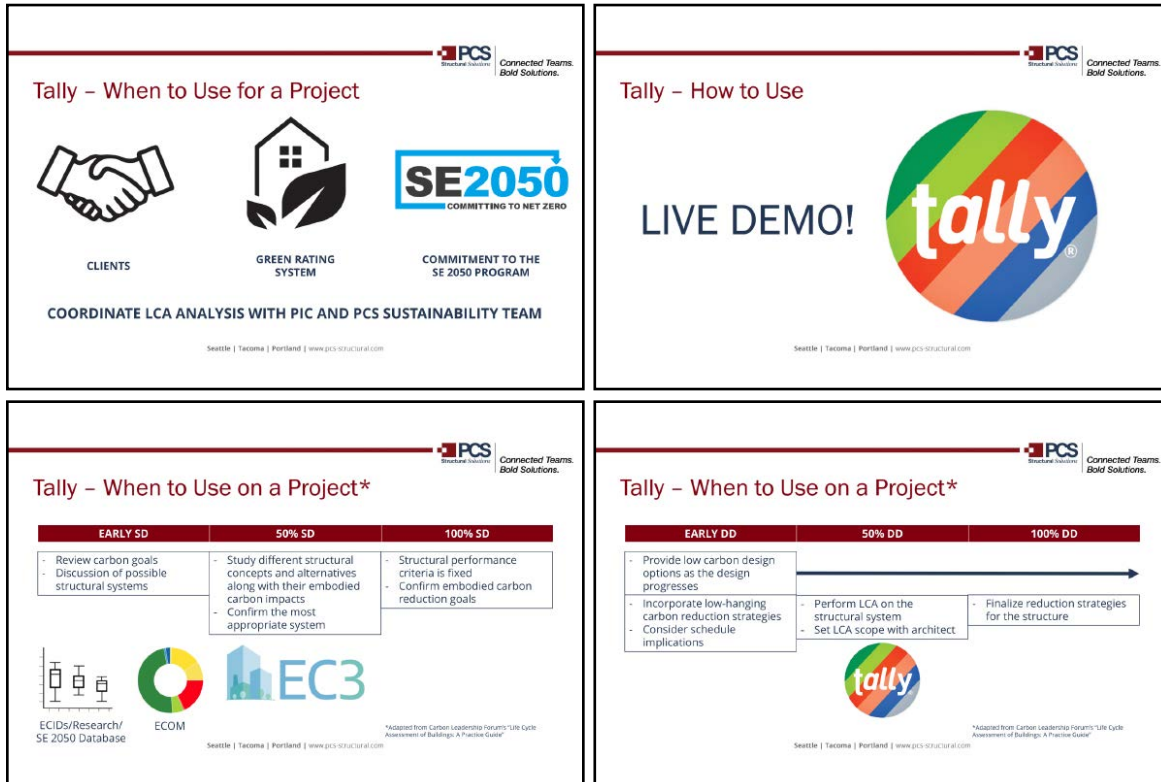 PCS
Structural Solutions
Connected Teams.
Bold Solutions.
Tally – When to Use for a Project
SE2050
COMMITTING TO NET ZERO
CLIENTS
GREEN RATING
SYSTEM
COMMITMENT TO THE
SE 2050 PROGRAM
COORDINATE LCA ANALYSIS WITH PIC AND PCS SUSTAINABILITY TEAM
Seattle | Tacoma | Portland | www.pcs-structural.com
PCS
Structural Solutions
Connected Teams.
Bold Solutions.
Tally – How to Use
LIVE DEMO!
tally®
Seattle | Tacoma | Portland | www.pcs-structural.com
PCS
Structural Solutions
Connected Teams.
Bold Solutions.
Tally – When to Use on a Project*
EARLY SD
- Review carbon goals
- Discussion of possible
structural systems
50% SD
- Study different structural
concepts and alternatives
along with their embodied
carbon impacts
- Confirm the most
appropriate system
100% SD
- Structural performance
criteria is fixed
- Confirm embodied carbon
reduction goals
ECIDs/Research/
SE 2050 Database
ECOM
EC3
*Adapted from Carbon Leadership Forum's "Life Cycle
Assessment of Buildings: A Practice Guide"
Seattle | Tacoma | Portland | www.pcs-structural.com
PCS
Structural Solutions
Connected Teams.
Bold Solutions.
Tally – When to Use on a Project*
EARLY DD
- Provide low carbon design
options as the design
progresses
- Incorporate low-hanging
carbon reduction strategies
- Consider schedule
implications
50% DD
- Perform LCA on the
structural system
- Set LCA scope with architect
100% DD
- Finalize reduction strategies
for the structure
tally
*Adapted from Carbon Leadership Forum's "Life Cycle
Assessment of Buildings: A Practice Guide"
Seattle | Tacoma | Portland | www.pcs-structural.com